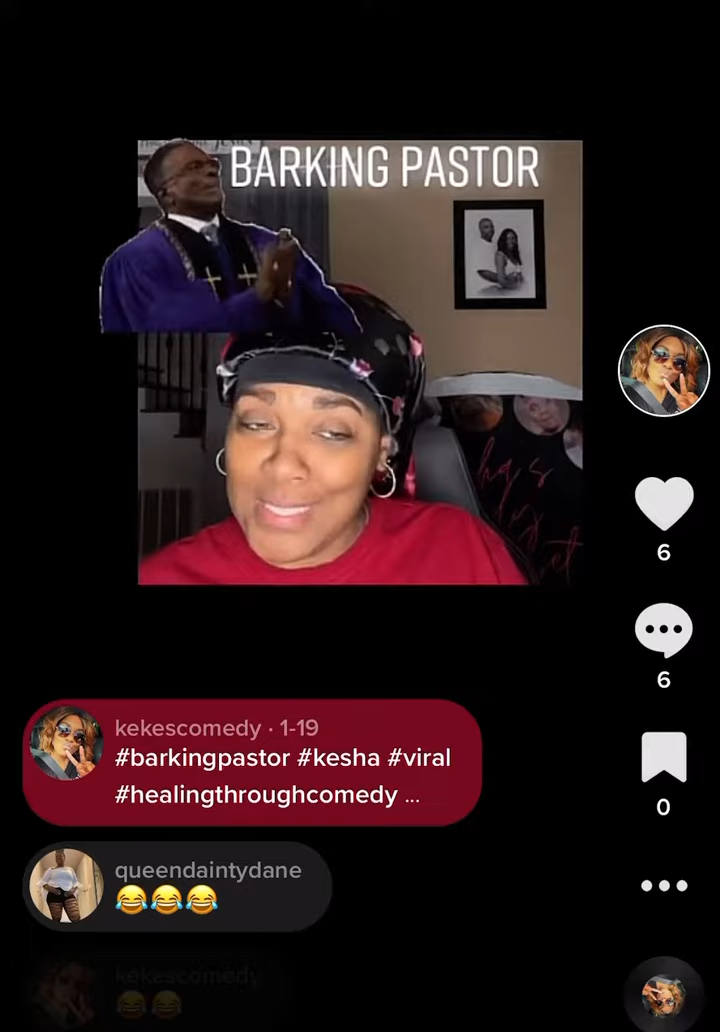 BARKING PASTOR
6
6
kekescomedy · 1-19
#barkingpastor #kesha #viral
#healingthroughcomedy ...
0
queendaintydane
😂😂😂
kekescomedy
😂😂